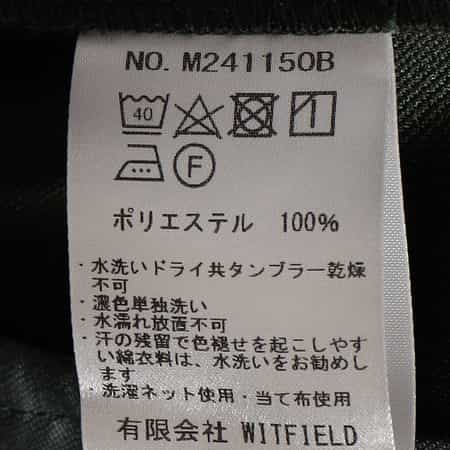 NO. M241150B
40
F
ポリエステル 100%
・水洗いドライ共タンブラー乾燥
不可
・濃色単独洗い
・水濡れ放置不可
・汗の残留で色褪せを起こしやす
い綿衣料は、水洗いをお勧めし
ます
・洗濯ネット使用・当て布使用
有限会社 WITFIELD